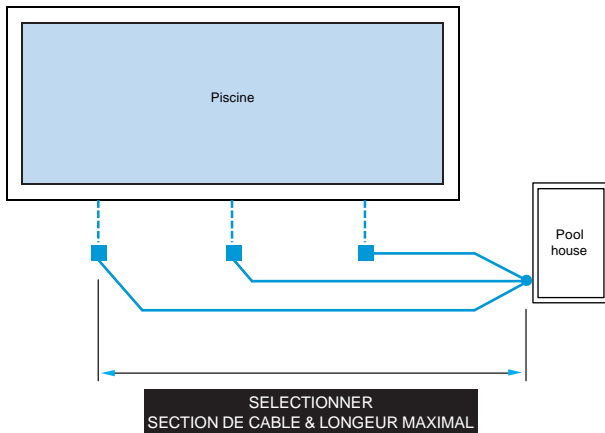 Piscine
Pool
house
SELECTIONNER
SECTION DE CABLE & LONGEUR MAXIMAL